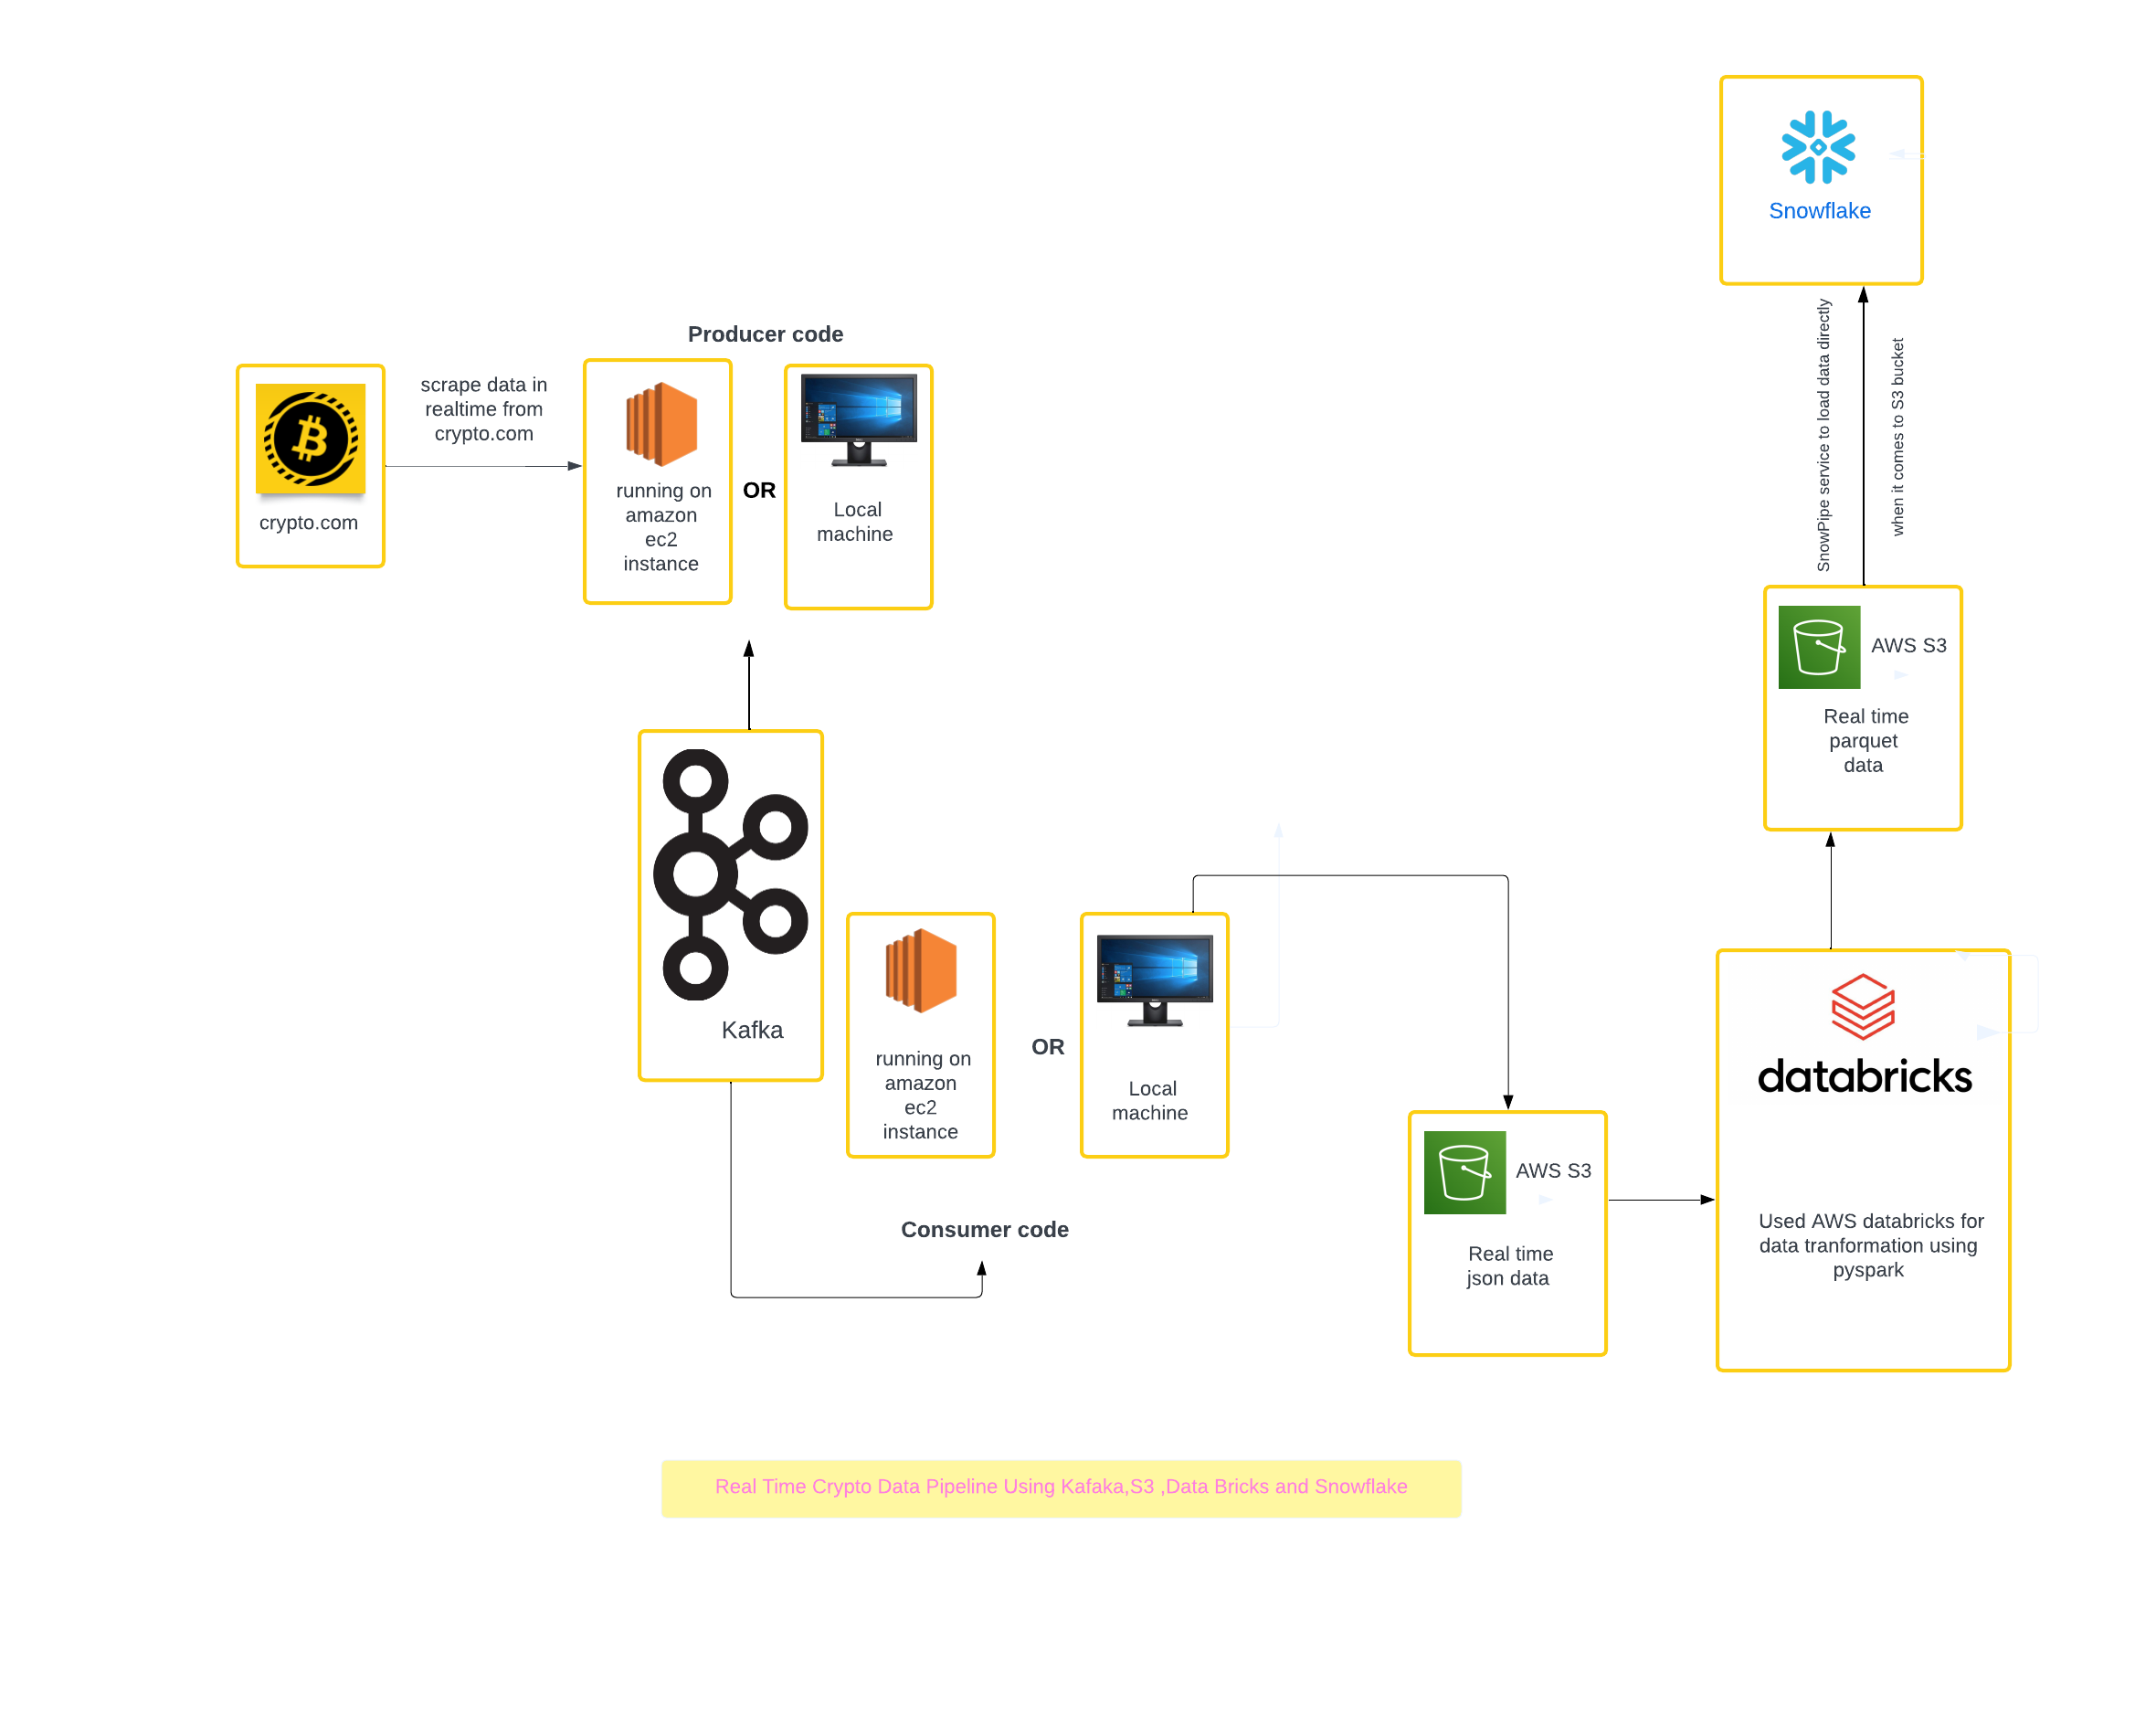 Snowflake
SnowPipe service to load data directly
when it comes to S3 bucket
Producer code
crypto.com
scrape data in
realtime from
crypto.com
running on
amazon
ec2
instance
OR
Local
machine
AWS S3
Real time
parquet
data
Kafka
running on
amazon
ec2
instance
OR
Local
machine
Consumer code
AWS S3
Real time
json data
databricks
Used AWS databricks for
data tranformation using
pyspark
Real Time Crypto Data Pipeline Using Kafaka,S3 ,Data Bricks and Snowflake